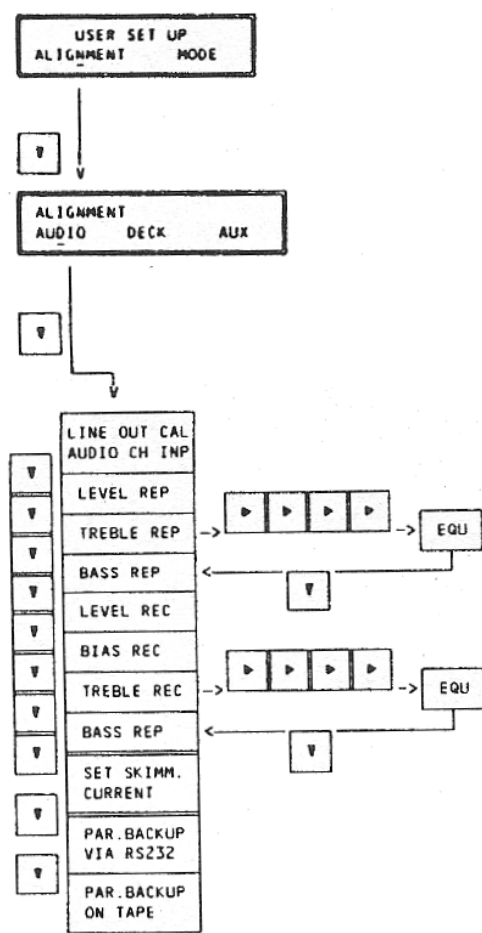 USER SET UP
ALIGNMENT MODE
ALIGNMENT
AUDIO DECK AUX
LINE OUT CAL
AUDIO CH INP
LEVEL REP
TREBLE REP
EQU
BASS REP
LEVEL REC
BIAS REC
TREBLE REC
EQU
BASS REP
SET SKIMM.
CURRENT
PAR.BACKUP
VIA RS232
PAR.BACKUP
ON TAPE